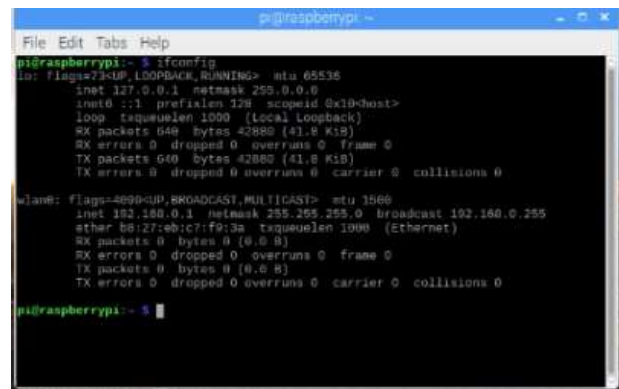 pi@raspberrypi: ~
File Edit Tabs Help
pi@raspberrypi:~ $ ifconfig
lo: flags=73<UP,LOOPBACK,RUNNING> mtu 65536
inet 127.0.0.1 netmask 255.0.0.0
inet6 ::1 prefixlen 128 scopeid 0x10<host>
loop txqueuelen 1000 (Local Loopback)
RX packets 640 bytes 42880 (41.8 KiB)
RX errors 0 dropped 0 overruns 0 frame 0
TX packets 640 bytes 42880 (41.8 KiB)
TX errors 0 dropped 0 overruns 0 carrier 0 collisions 0
wlan0: flags=4099<UP,BROADCAST,MULTICAST> mtu 1500
inet 192.168.0.1 netmask 255.255.255.0 broadcast 192.168.0.255
ether b8:27:eb:c7:f9:3a txqueuelen 1000 (Ethernet)
RX packets 0 bytes 0 (0.0 B)
RX errors 0 dropped 0 overruns 0 frame 0
TX packets 0 bytes 0 (0.0 B)
TX errors 0 dropped 0 overruns 0 carrier 0 collisions 0
pi@raspberrypi:~ $